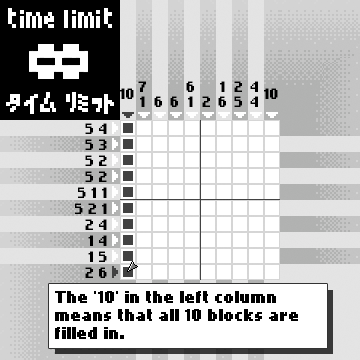 time limit
∞
タイム リミット
7 6 1 2 4
10 1 6 6 1 2 6 5 4 10
5 4
5 3
5 2
5 2
5 1 1
5 2 1
2 4
1 4
1 5
2 6
The '10' in the left column
means that all 10 blocks are
filled in.